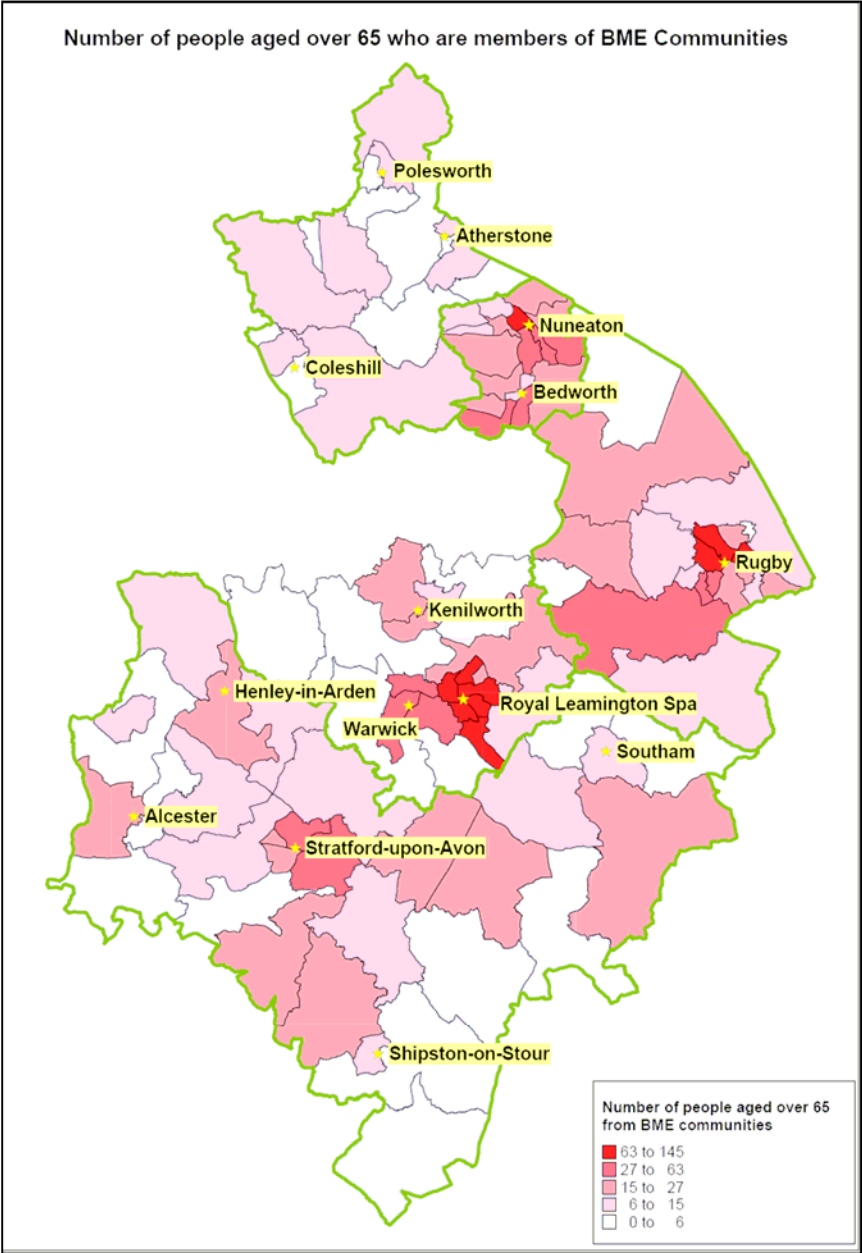 Number of people aged over 65 who are members of BME Communities
Polesworth
Atherstone
Nuneaton
Coleshill
Bedworth
Rugby
Kenilworth
Henley-in-Arden
Royal Leamington Spa
Warwick
Southam
Alcester
Stratford-upon-Avon
Shipston-on-Stour
Number of people aged over 65
from BME communities
63 to 145
27 to 63
15 to 27
6 to 15
0 to 6